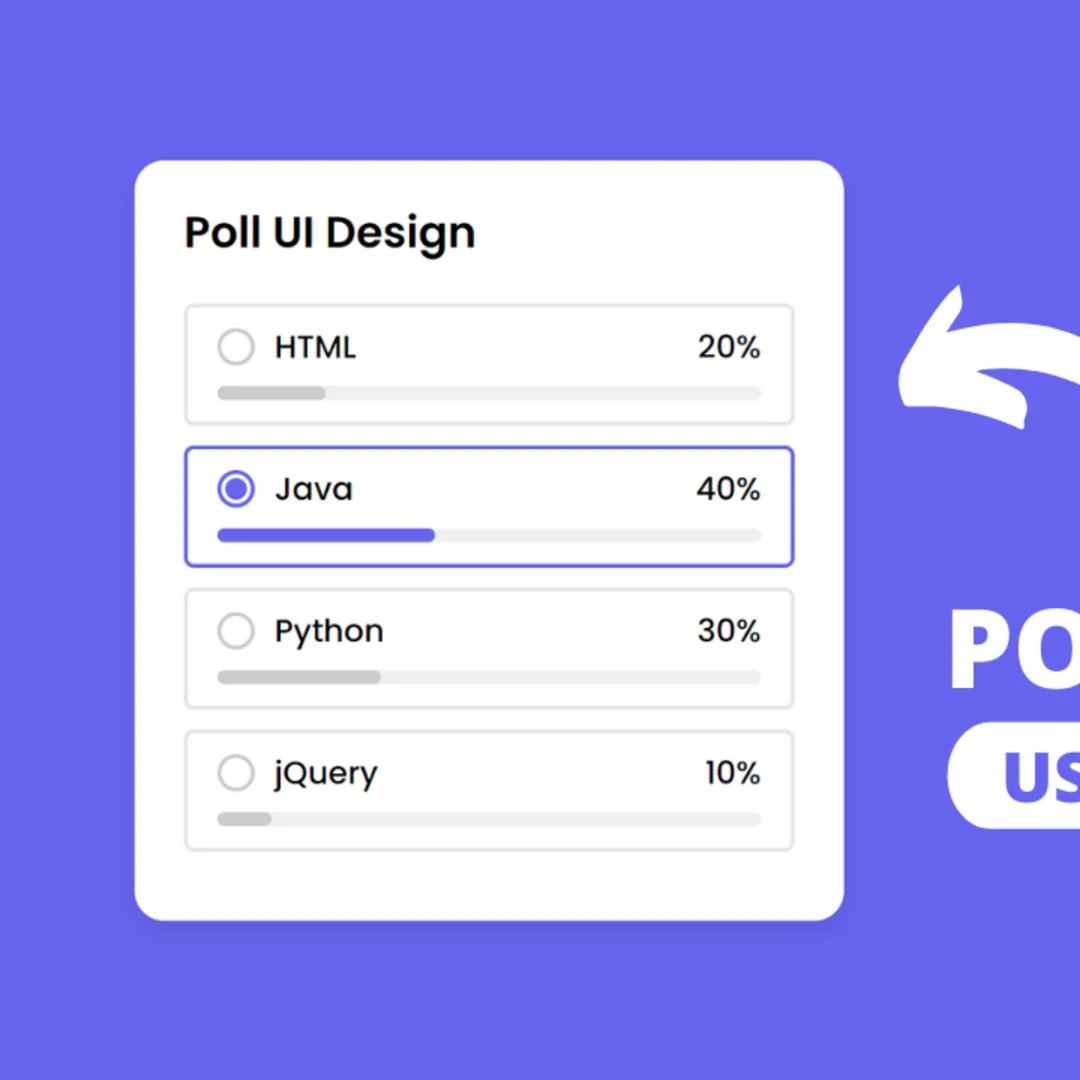 Poll UI Design
HTML 20%
Java 40%
Python 30%
jQuery 10%
PO
US